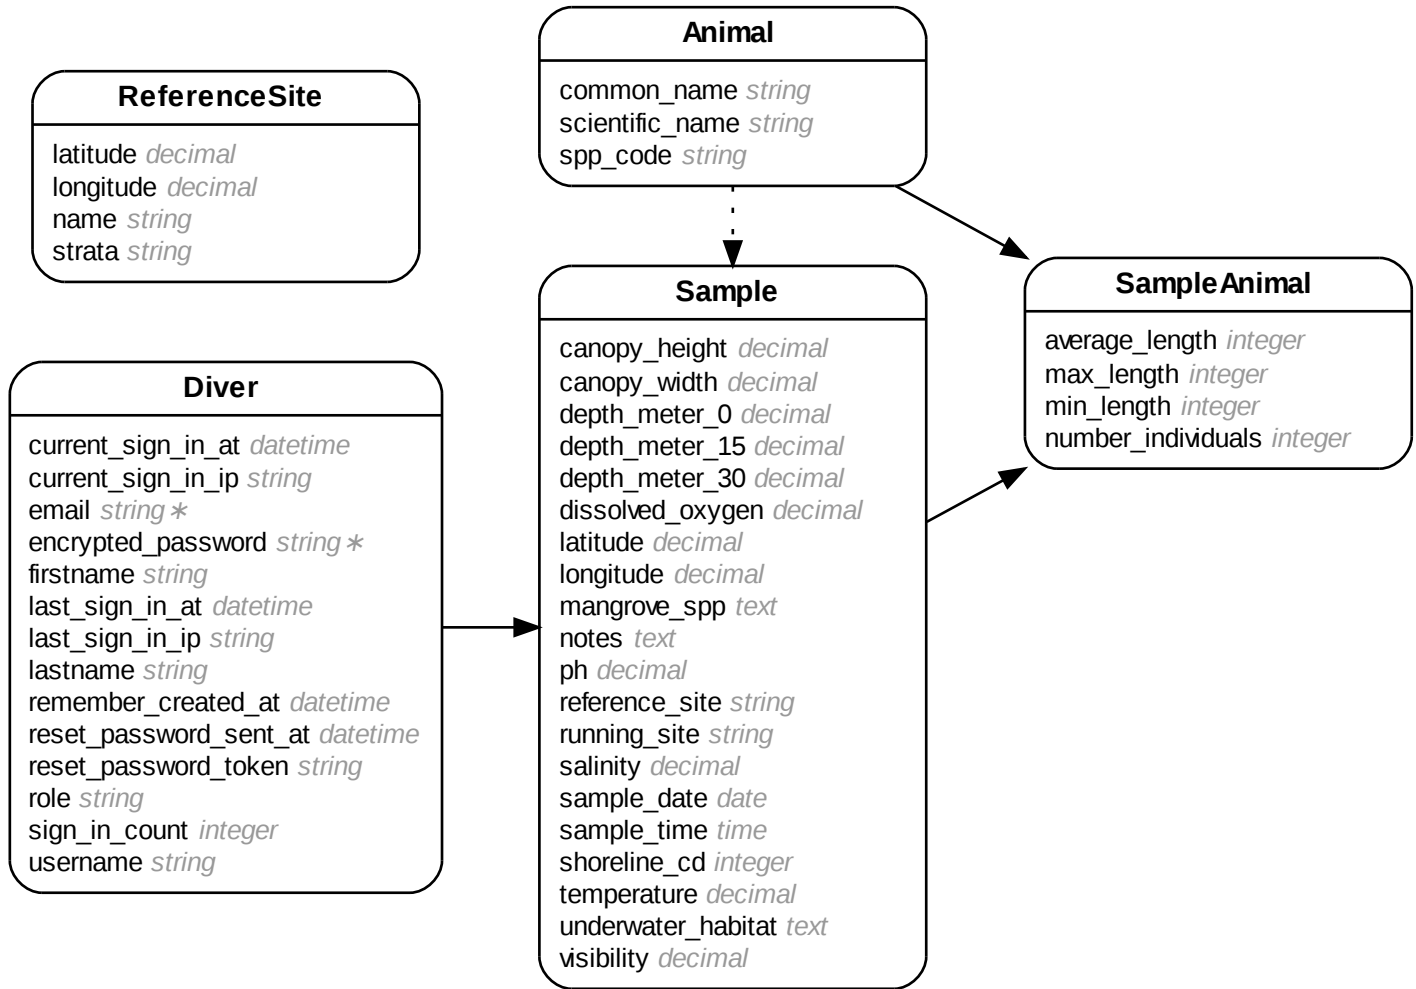 ReferenceSite
latitude decimal
longitude decimal
name string
strata string
Animal
common_name string
scientific_name string
spp_code string
Diver
current_sign_in_at datetime
current_sign_in_ip string
email string∗
encrypted_password string∗
firstname string
last_sign_in_at datetime
last_sign_in_ip string
lastname string
remember_created_at datetime
reset_password_sent_at datetime
reset_password_token string
role string
sign_in_count integer
username string
Sample
canopy_height decimal
canopy_width decimal
depth_meter_0 decimal
depth_meter_15 decimal
depth_meter_30 decimal
dissolved_oxygen decimal
latitude decimal
longitude decimal
mangrove_spp text
notes text
ph decimal
reference_site string
running_site string
salinity decimal
sample_date date
sample_time time
shoreline_cd integer
temperature decimal
underwater_habitat text
visibility decimal
SampleAnimal
average_length integer
max_length integer
min_length integer
number_individuals integer